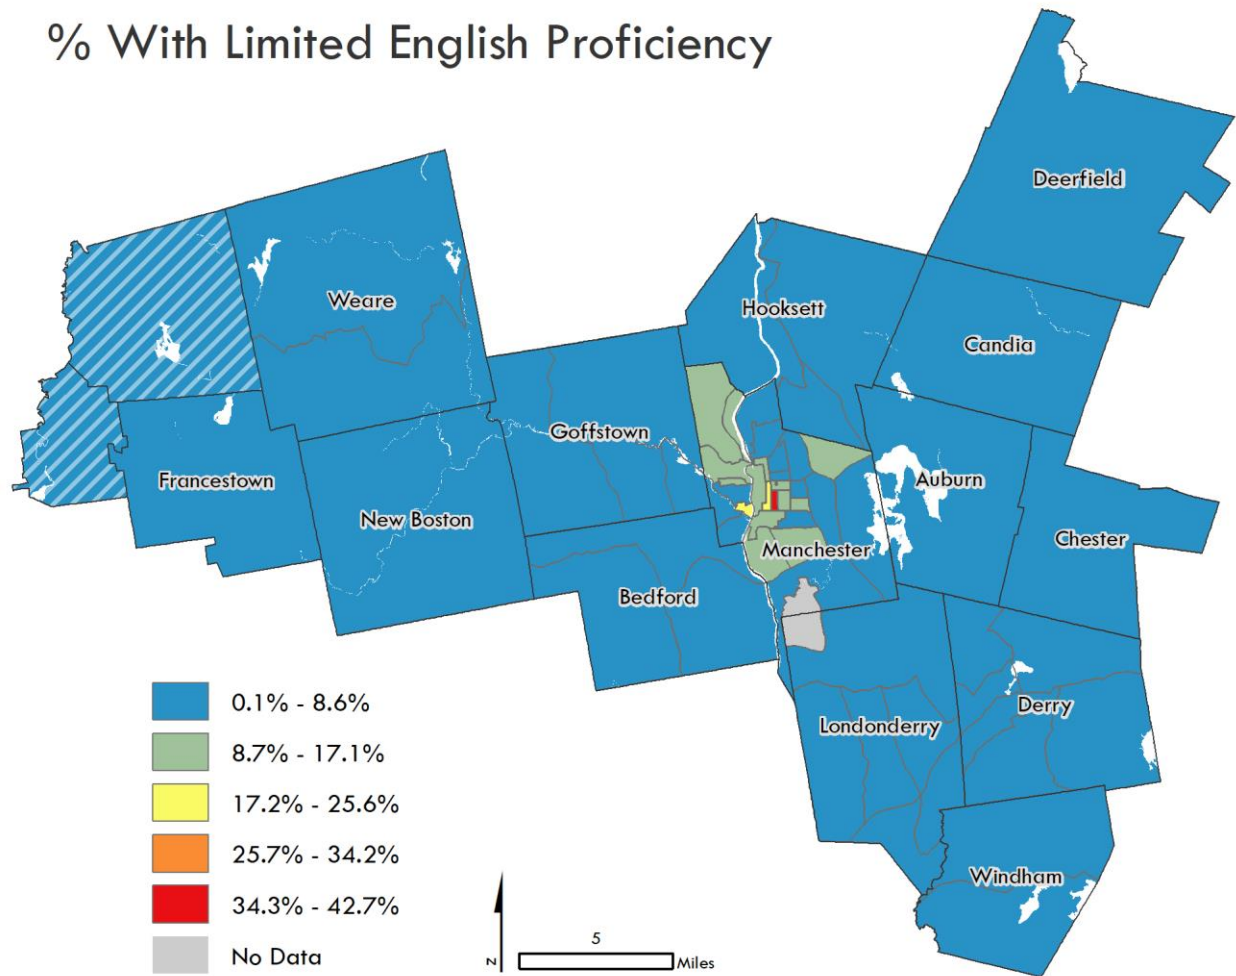 % With Limited English Proficiency
Deerfield
Weare
Hooksett
Candia
Goffstown
Francestown
Auburn
New Boston
Chester
Manchester
Bedford
Derry
Londonderry
Windham
0.1% - 8.6%
8.7% - 17.1%
17.2% - 25.6%
25.7% - 34.2%
34.3% - 42.7%
No Data
N
5
Miles